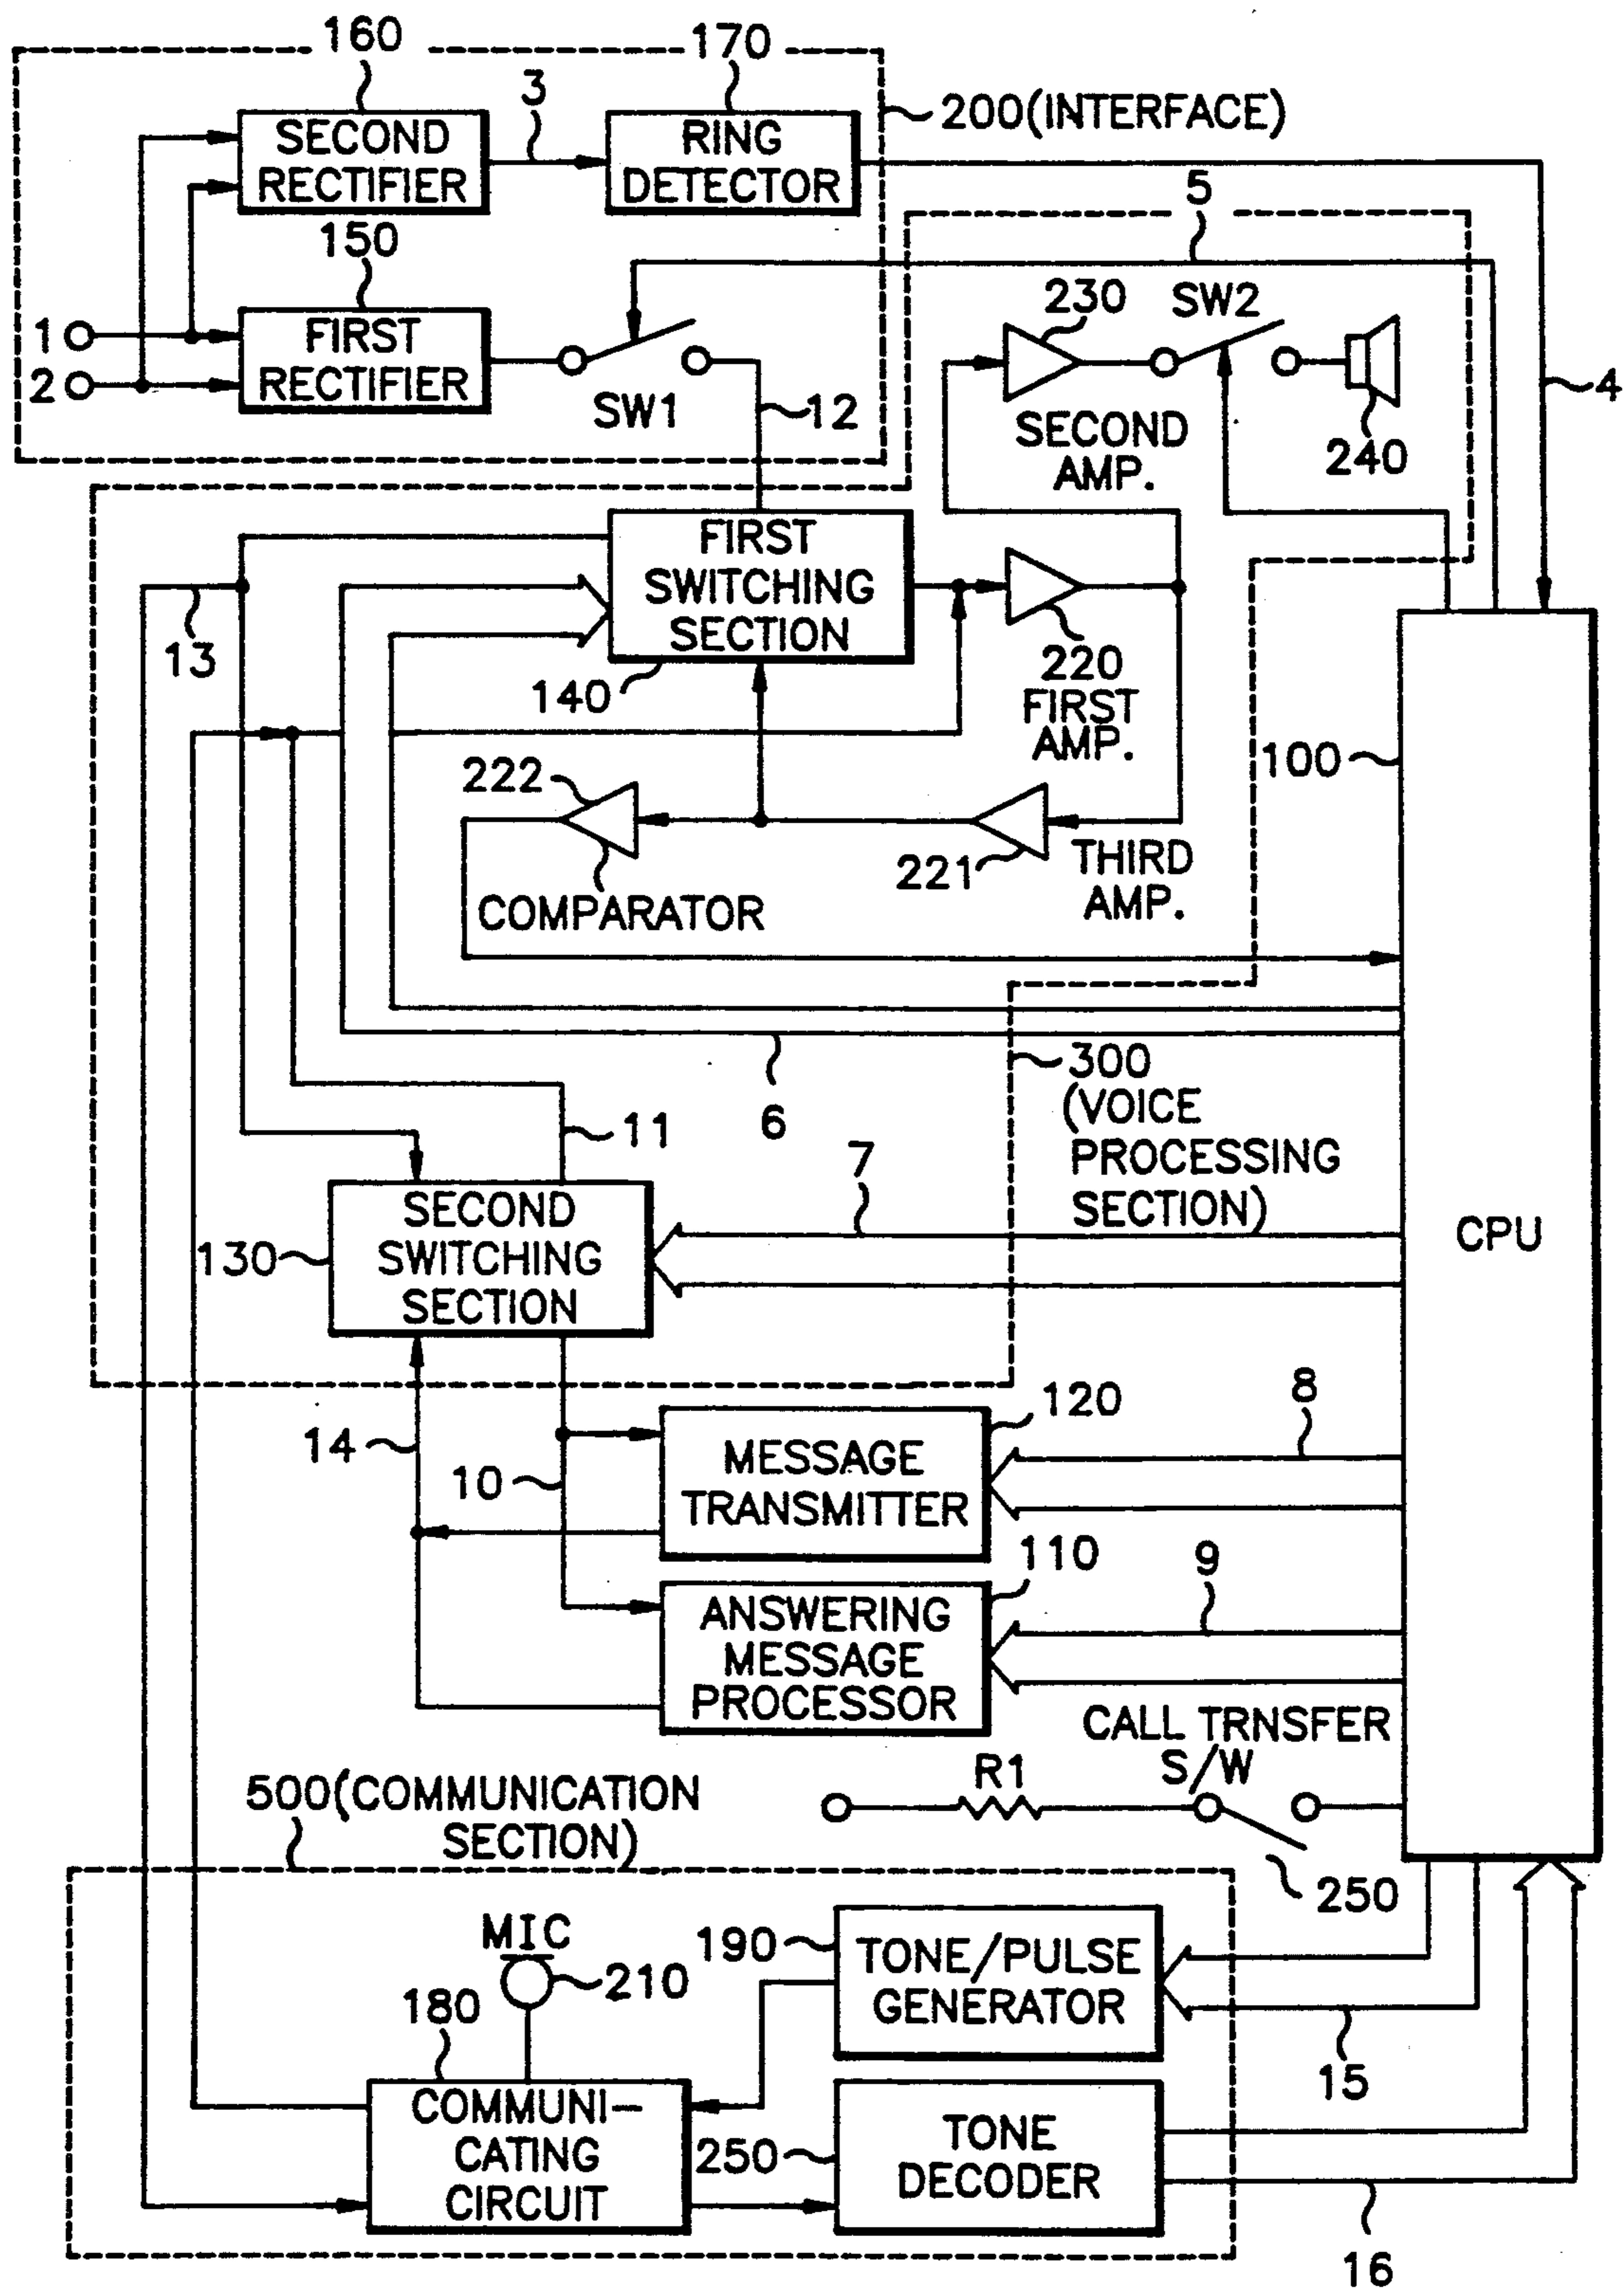 160
170
3
200(INTERFACE)
SECOND
RECTIFIER
RING
DETECTOR
5
150
230
SW2
1
2
FIRST
RECTIFIER
SW1
12
4
SECOND
AMP.
240
FIRST
SWITCHING
SECTION
13
140
220
FIRST
AMP.
100
222
221
THIRD
AMP.
COMPARATOR
300
(VOICE
PROCESSING
SECTION)
6
11
7
CPU
SECOND
SWITCHING
SECTION
130
120
8
14
10
MESSAGE
TRANSMITTER
110
9
ANSWERING
MESSAGE
PROCESSOR
CALL TRNSFER
S/W
R1
500(COMMUNICATION
SECTION)
250
MIC
210
190
TONE/PULSE
GENERATOR
180
15
COMMUNI-
CATING
CIRCUIT
250
TONE
DECODER
16